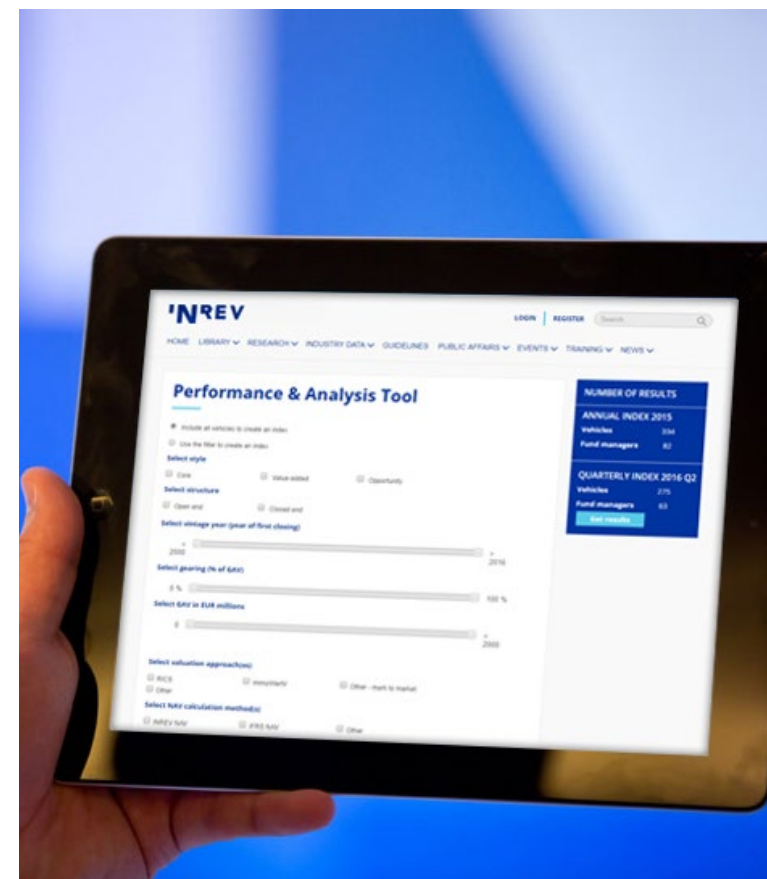 INREV
LOGIN REGISTER Search
HOME LIBRARY RESEARCH INDUSTRY DATA GUIDELINES PUBLIC AFFAIRS EVENTS TRAINING NEWS
Performance & Analysis Tool
Include all vehicles to create an index
Use the filter to create an index
Select style
Core Value added Opportunity
Select structure
Open end Closed end
Select vintage year (year of first closing)
< 2000 > 2016
Select gearing (% of GAV)
0 % 100 %
Select GAV in EUR millions
0 > 2000
Select valuation approach(es)
RICS Other - mark to market
Other
Select NAV calculation method(s)
INREV NAV IFRS NAV Other
NUMBER OF RESULTS
ANNUAL INDEX 2015
Vehicles 334
Fund managers 82
QUARTERLY INDEX 2016 Q2
Vehicles 275
Fund managers 63
Get results